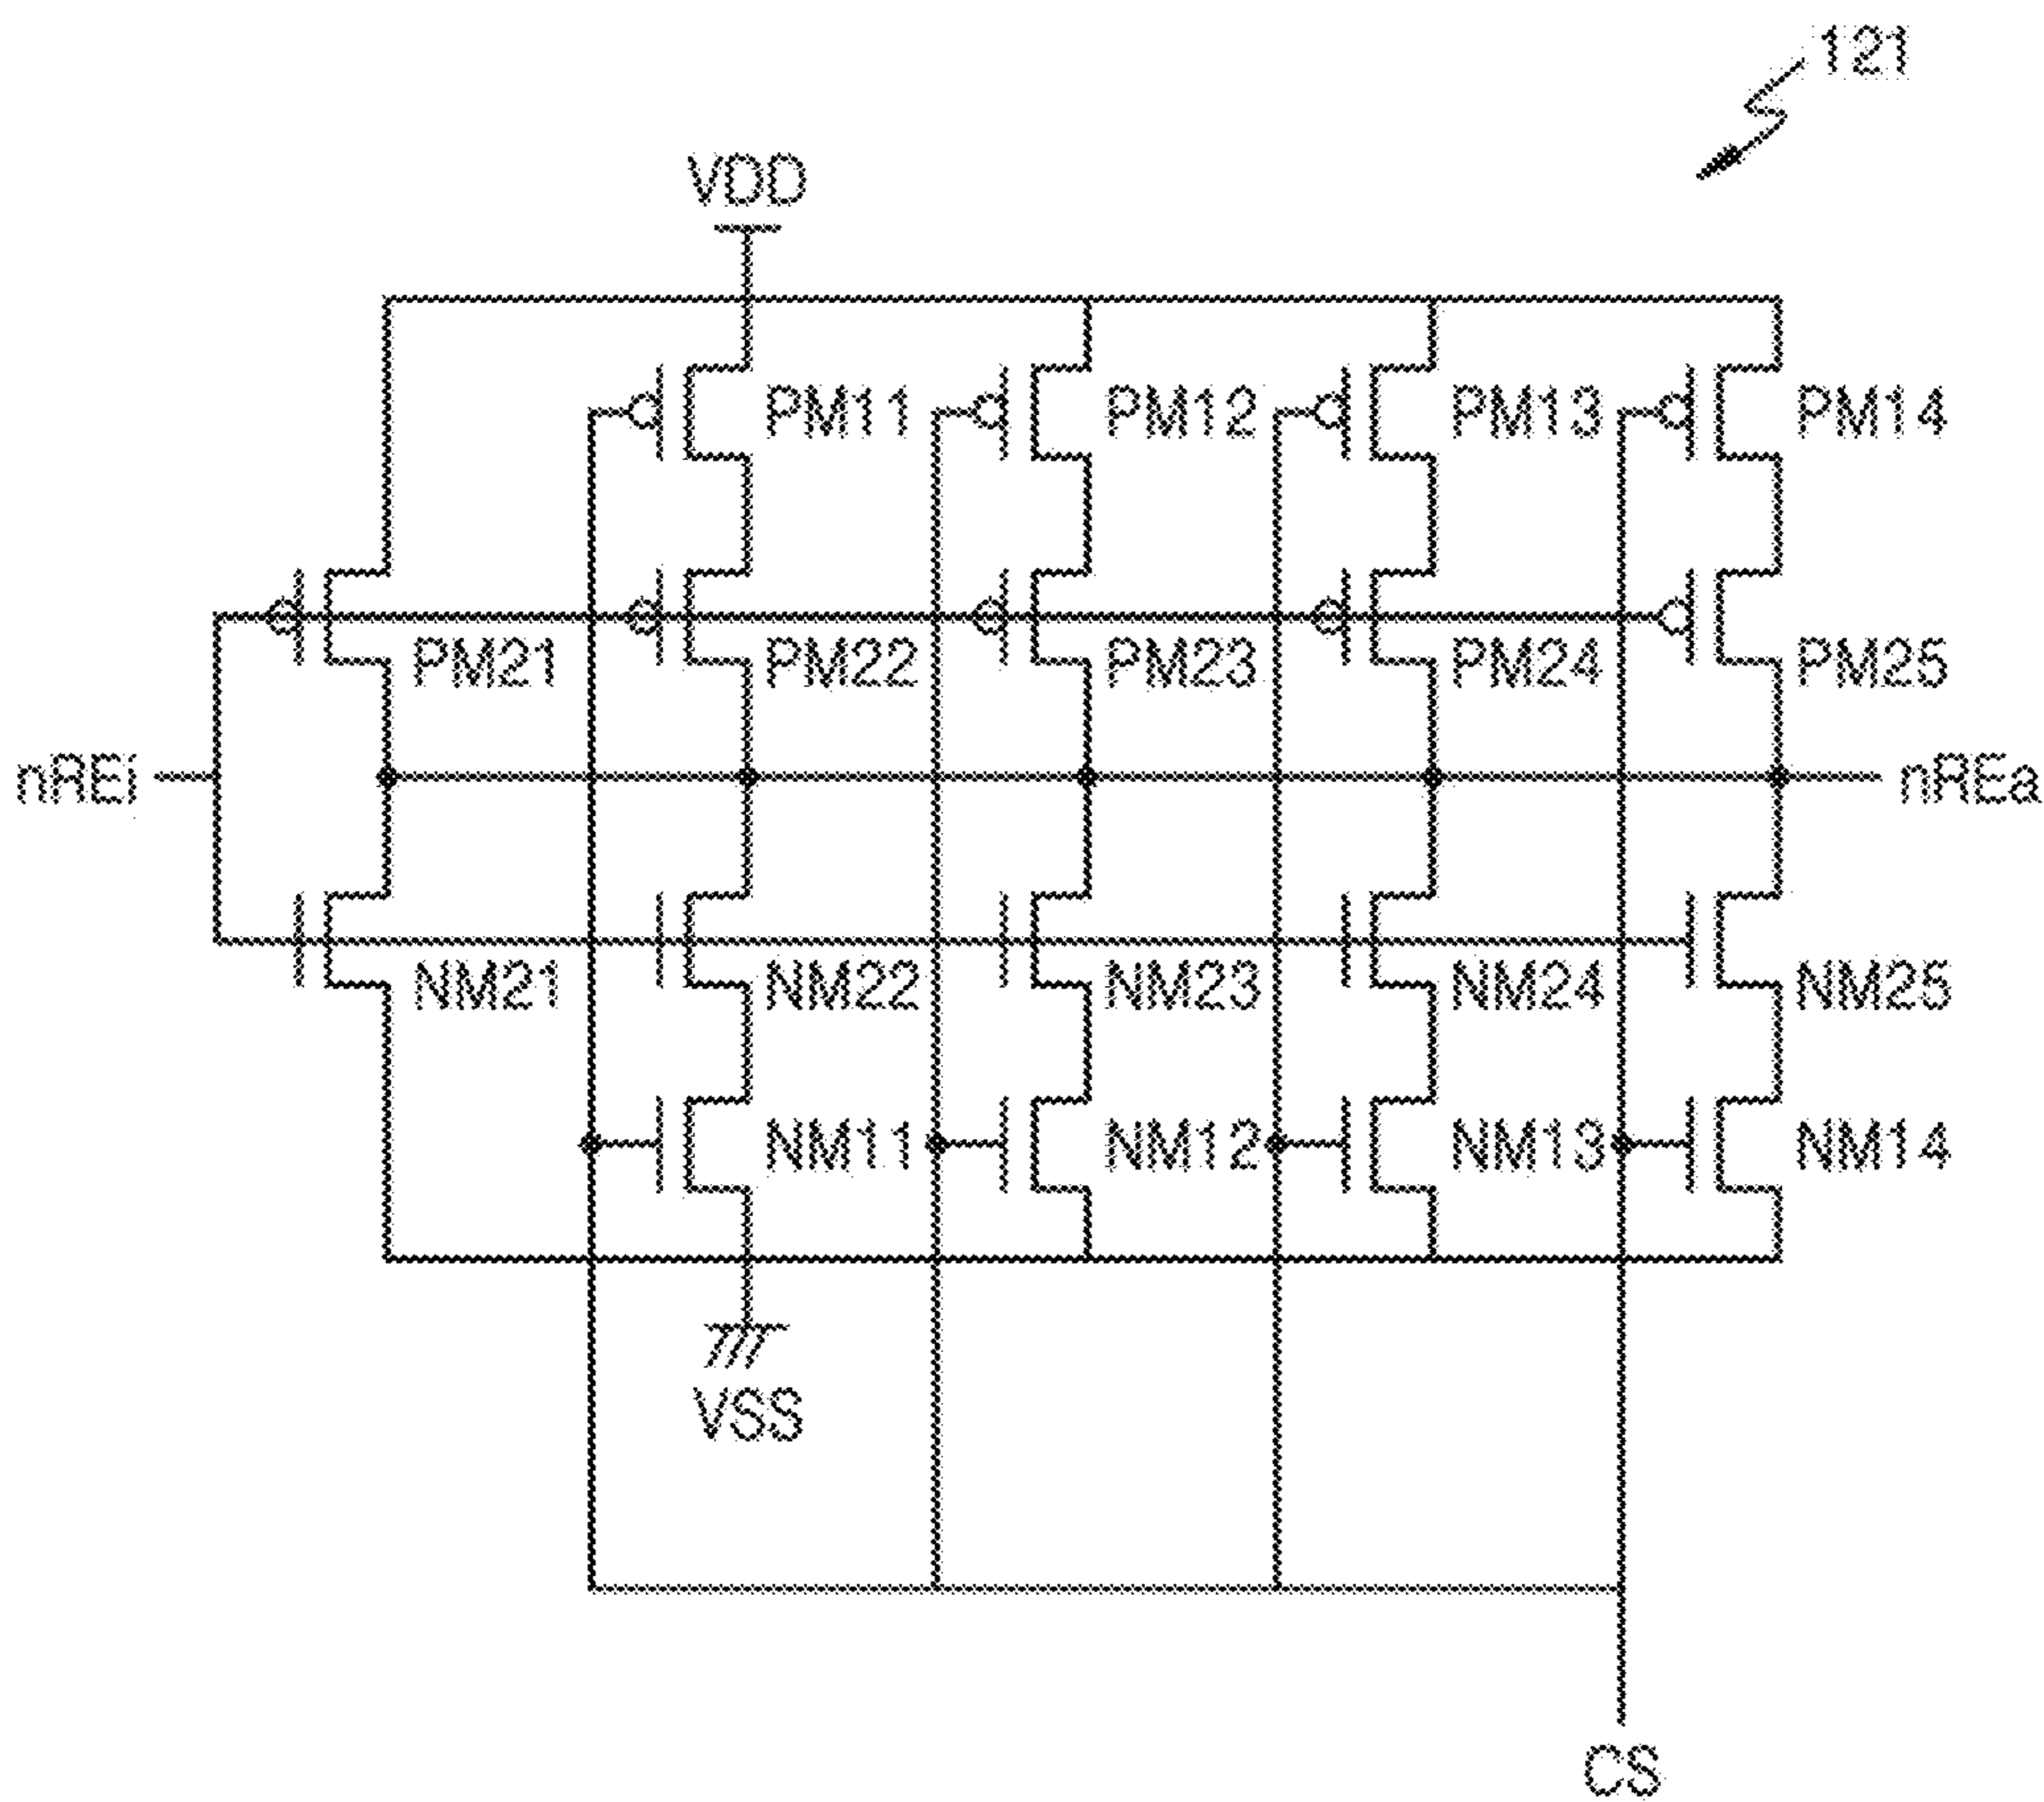 121
VDD
PM11 PM12 PM13 PM14
PM21 PM22 PM23 PM24 PM25
nREi nREa
NM21 NM22 NM23 NM24 NM25
NM11 NM12 NM13 NM14
VSS
CS